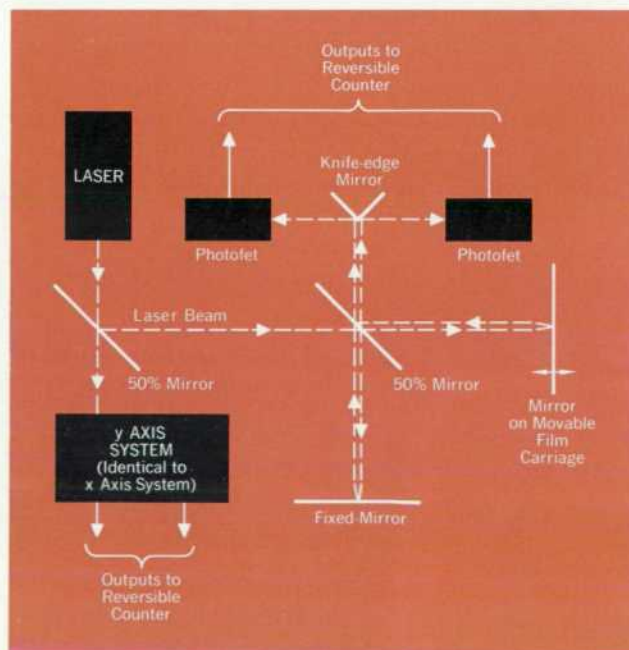 Outputs to
Reversible
Counter
LASER
Knife-edge
Mirror
Photofet
Photofet
Laser Beam
50% Mirror
50% Mirror
Mirror
on Movable
Film
Carriage
y AXIS
SYSTEM
(Identical to
x Axis System)
Fixed-Mirror
Outputs to
Reversible
Counter